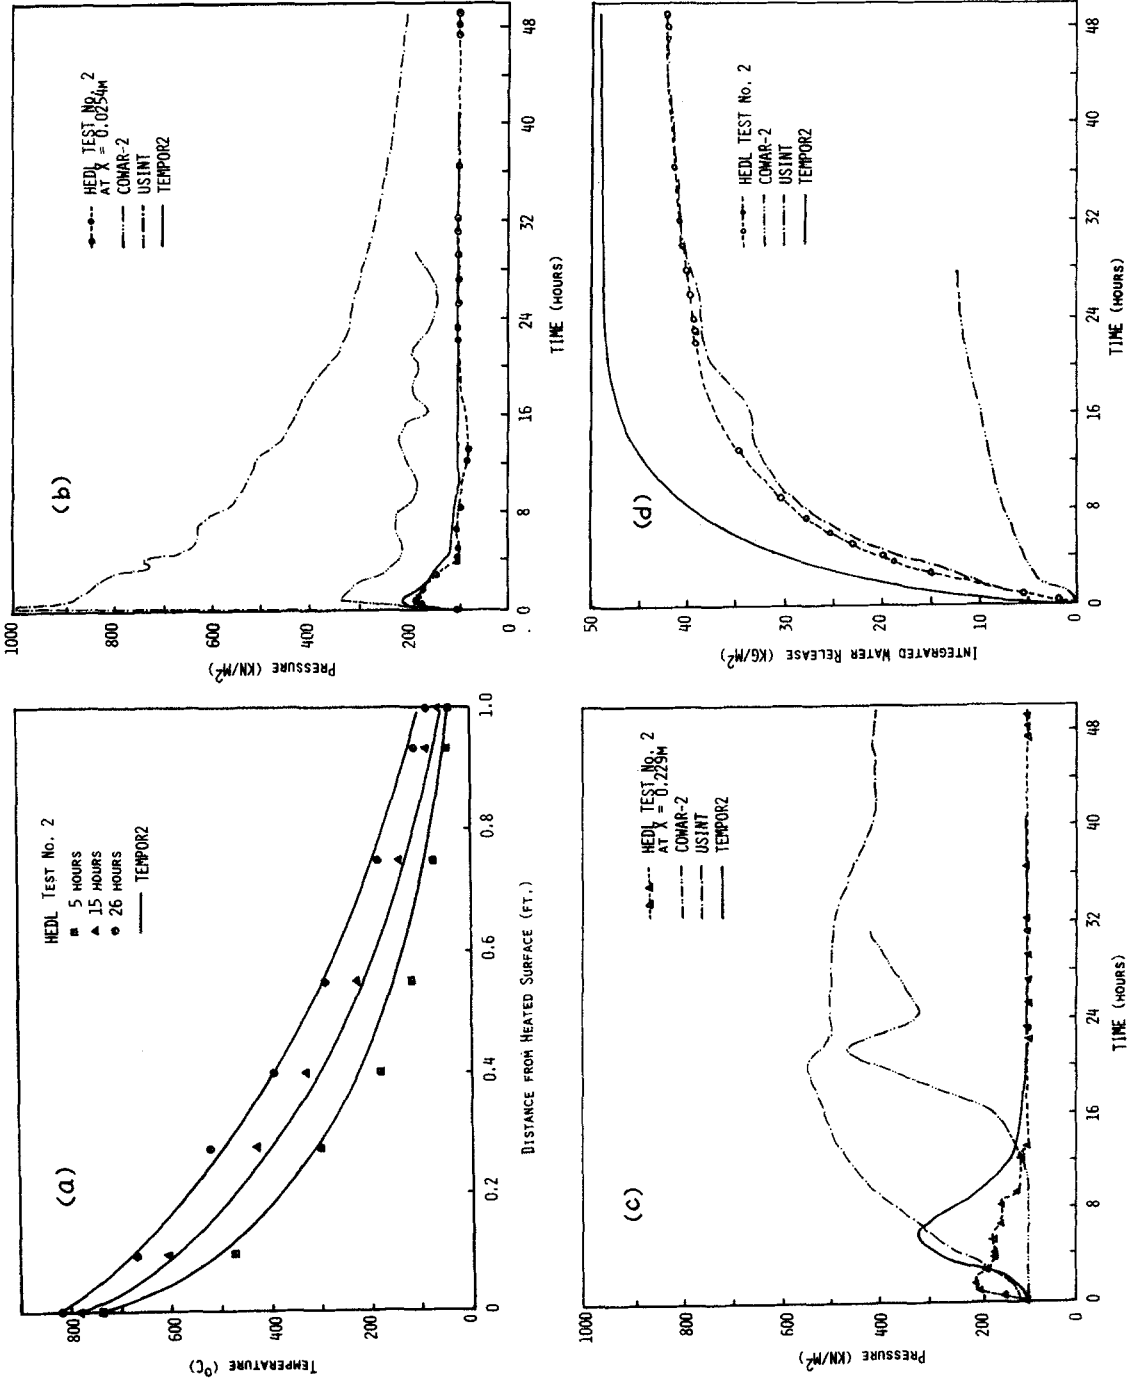 (a)
HEDL TEST No. 2
5 HOURS
15 HOURS
26 HOURS
TEMPOR2
TEMPERATURE (°C)
800
600
400
200
0
0
0.2
0.4
0.6
0.8
1.0
DISTANCE FROM HEATED SURFACE (FT.)
(b)
HEDL TEST No. 2
AT X = 0.0254M
COWAR-2
USINT
TEMPOR2
PRESSURE (KN/M²)
1000
800
600
400
200
0
0
8
16
24
32
40
48
TIME (HOURS)
(c)
HEDL TEST No. 2
AT X = 0.229M
COWAR-2
USINT
TEMPOR2
PRESSURE (KN/M²)
1000
800
600
400
200
0
0
8
16
24
32
40
48
TIME (HOURS)
(d)
HEDL TEST No. 2
COWAR-2
USINT
TEMPOR2
INTEGRATED WATER RELEASE (KG/M²)
50
40
30
20
10
0
0
8
16
24
32
40
48
TIME (HOURS)